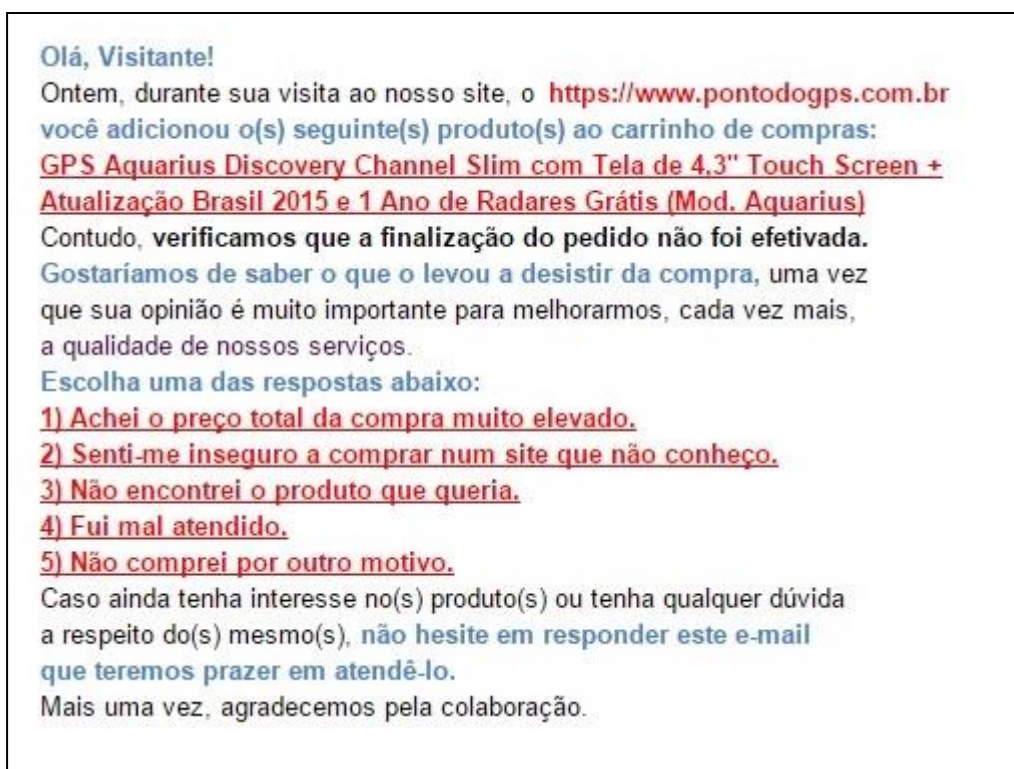 Olá, Visitante!
Ontem, durante sua visita ao nosso site, o https://www.pontodogps.com.br
você adicionou o(s) seguinte(s) produto(s) ao carrinho de compras:
GPS Aquarius Discovery Channel Slim com Tela de 4.3" Touch Screen +
Atualização Brasil 2015 e 1 Ano de Radares Grátis (Mod. Aquarius)
Contudo, verificamos que a finalização do pedido não foi efetivada.
Gostaríamos de saber o que o levou a desistir da compra, uma vez
que sua opinião é muito importante para melhorarmos, cada vez mais,
a qualidade de nossos serviços.
Escolha uma das respostas abaixo:
1) Achei o preço total da compra muito elevado.
2) Senti-me inseguro a comprar num site que não conheço.
3) Não encontrei o produto que queria.
4) Fui mal atendido.
5) Não comprei por outro motivo.
Caso ainda tenha interesse no(s) produto(s) ou tenha qualquer dúvida
a respeito do(s) mesmo(s), não hesite em responder este e-mail
que teremos prazer em atendê-lo.
Mais uma vez, agradecemos pela colaboração.